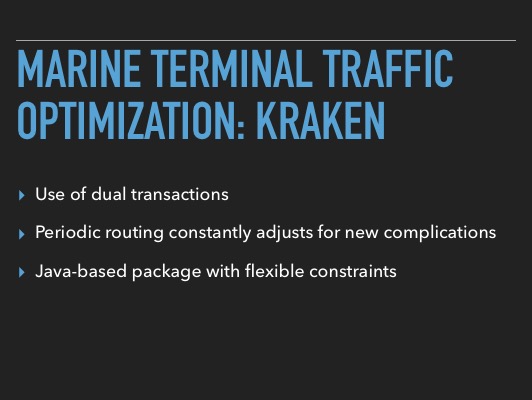 MARINE TERMINAL TRAFFIC
OPTIMIZATION: KRAKEN
Use of dual transactions
Periodic routing constantly adjusts for new complications
Java-based package with flexible constraints